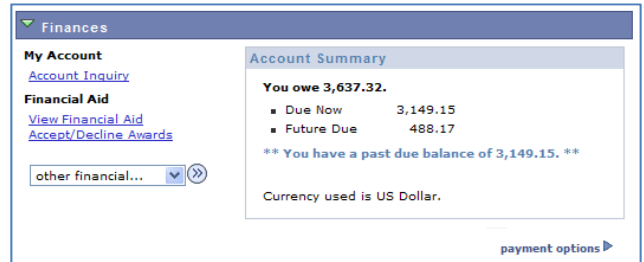 Finances
My Account
Account Inquiry
Financial Aid
View Financial Aid
Accept/Decline Awards
other financial...
Account Summary
You owe 3,637.32.
Due Now 3,149.15
Future Due 488.17
** You have a past due balance of 3,149.15. **
Currency used is US Dollar.
payment options